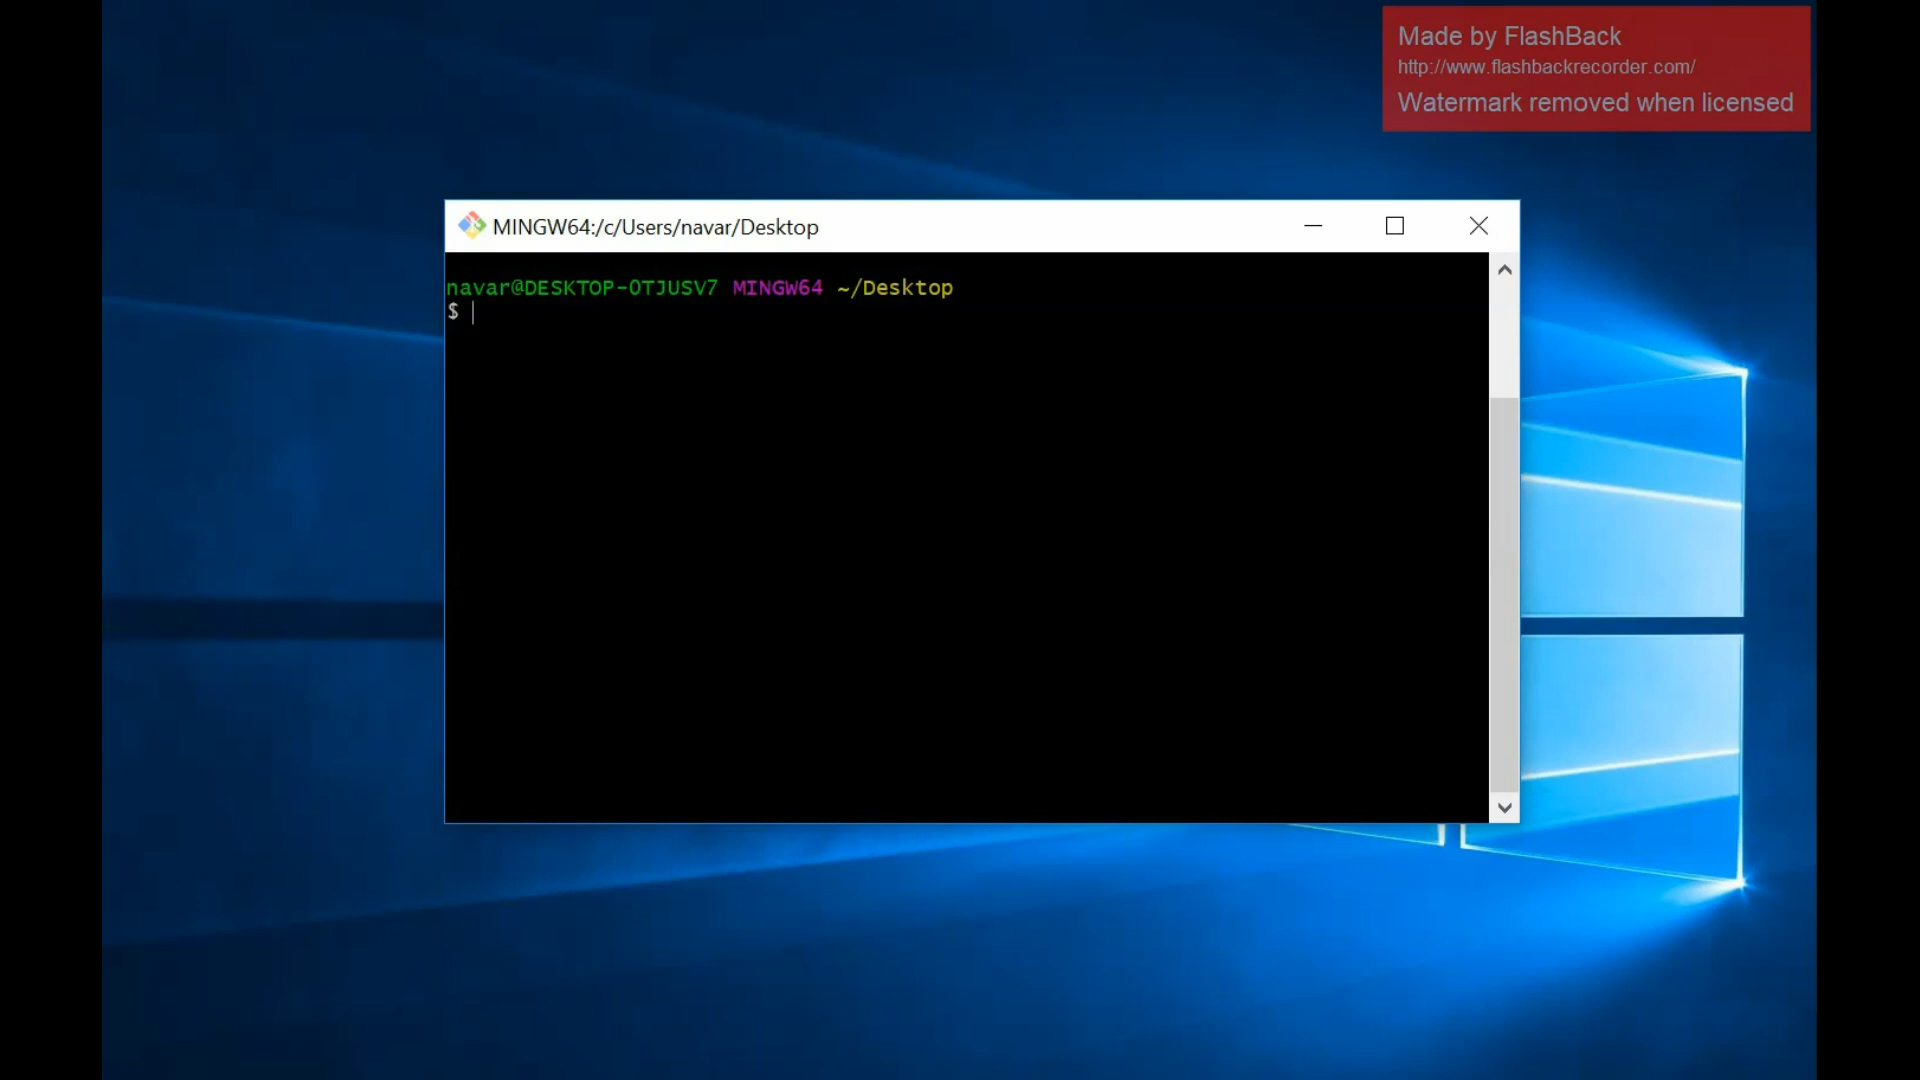 Made by FlashBack
http://www.flashbackrecorder.com/
Watermark removed when licensed
MINGW64:/c/Users/navar/Desktop
navar@DESKTOP-0TJUSV7 MINGW64 ~/Desktop
$